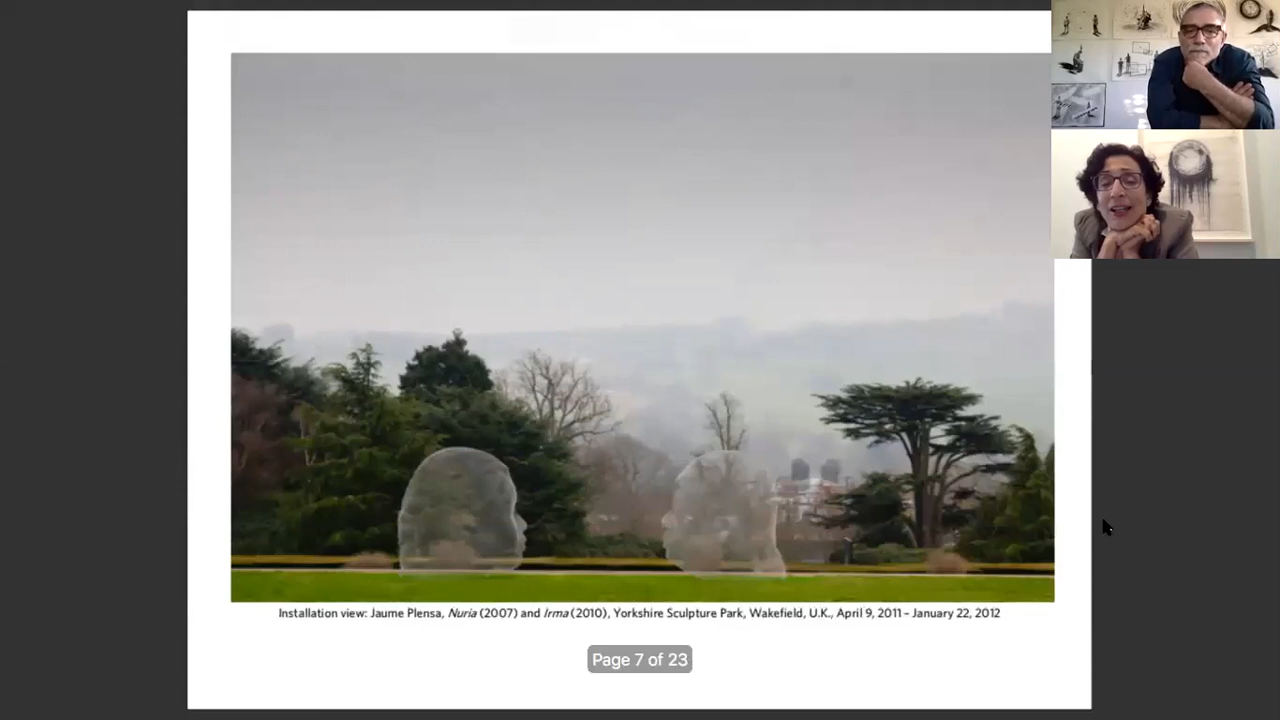 Installation view: Jaume Plensa, Nuria (2007) and Irma (2010), Yorkshire Sculpture Park, Wakefield, U.K., April 9, 2011 – January 22, 2012
Page 7 of 23